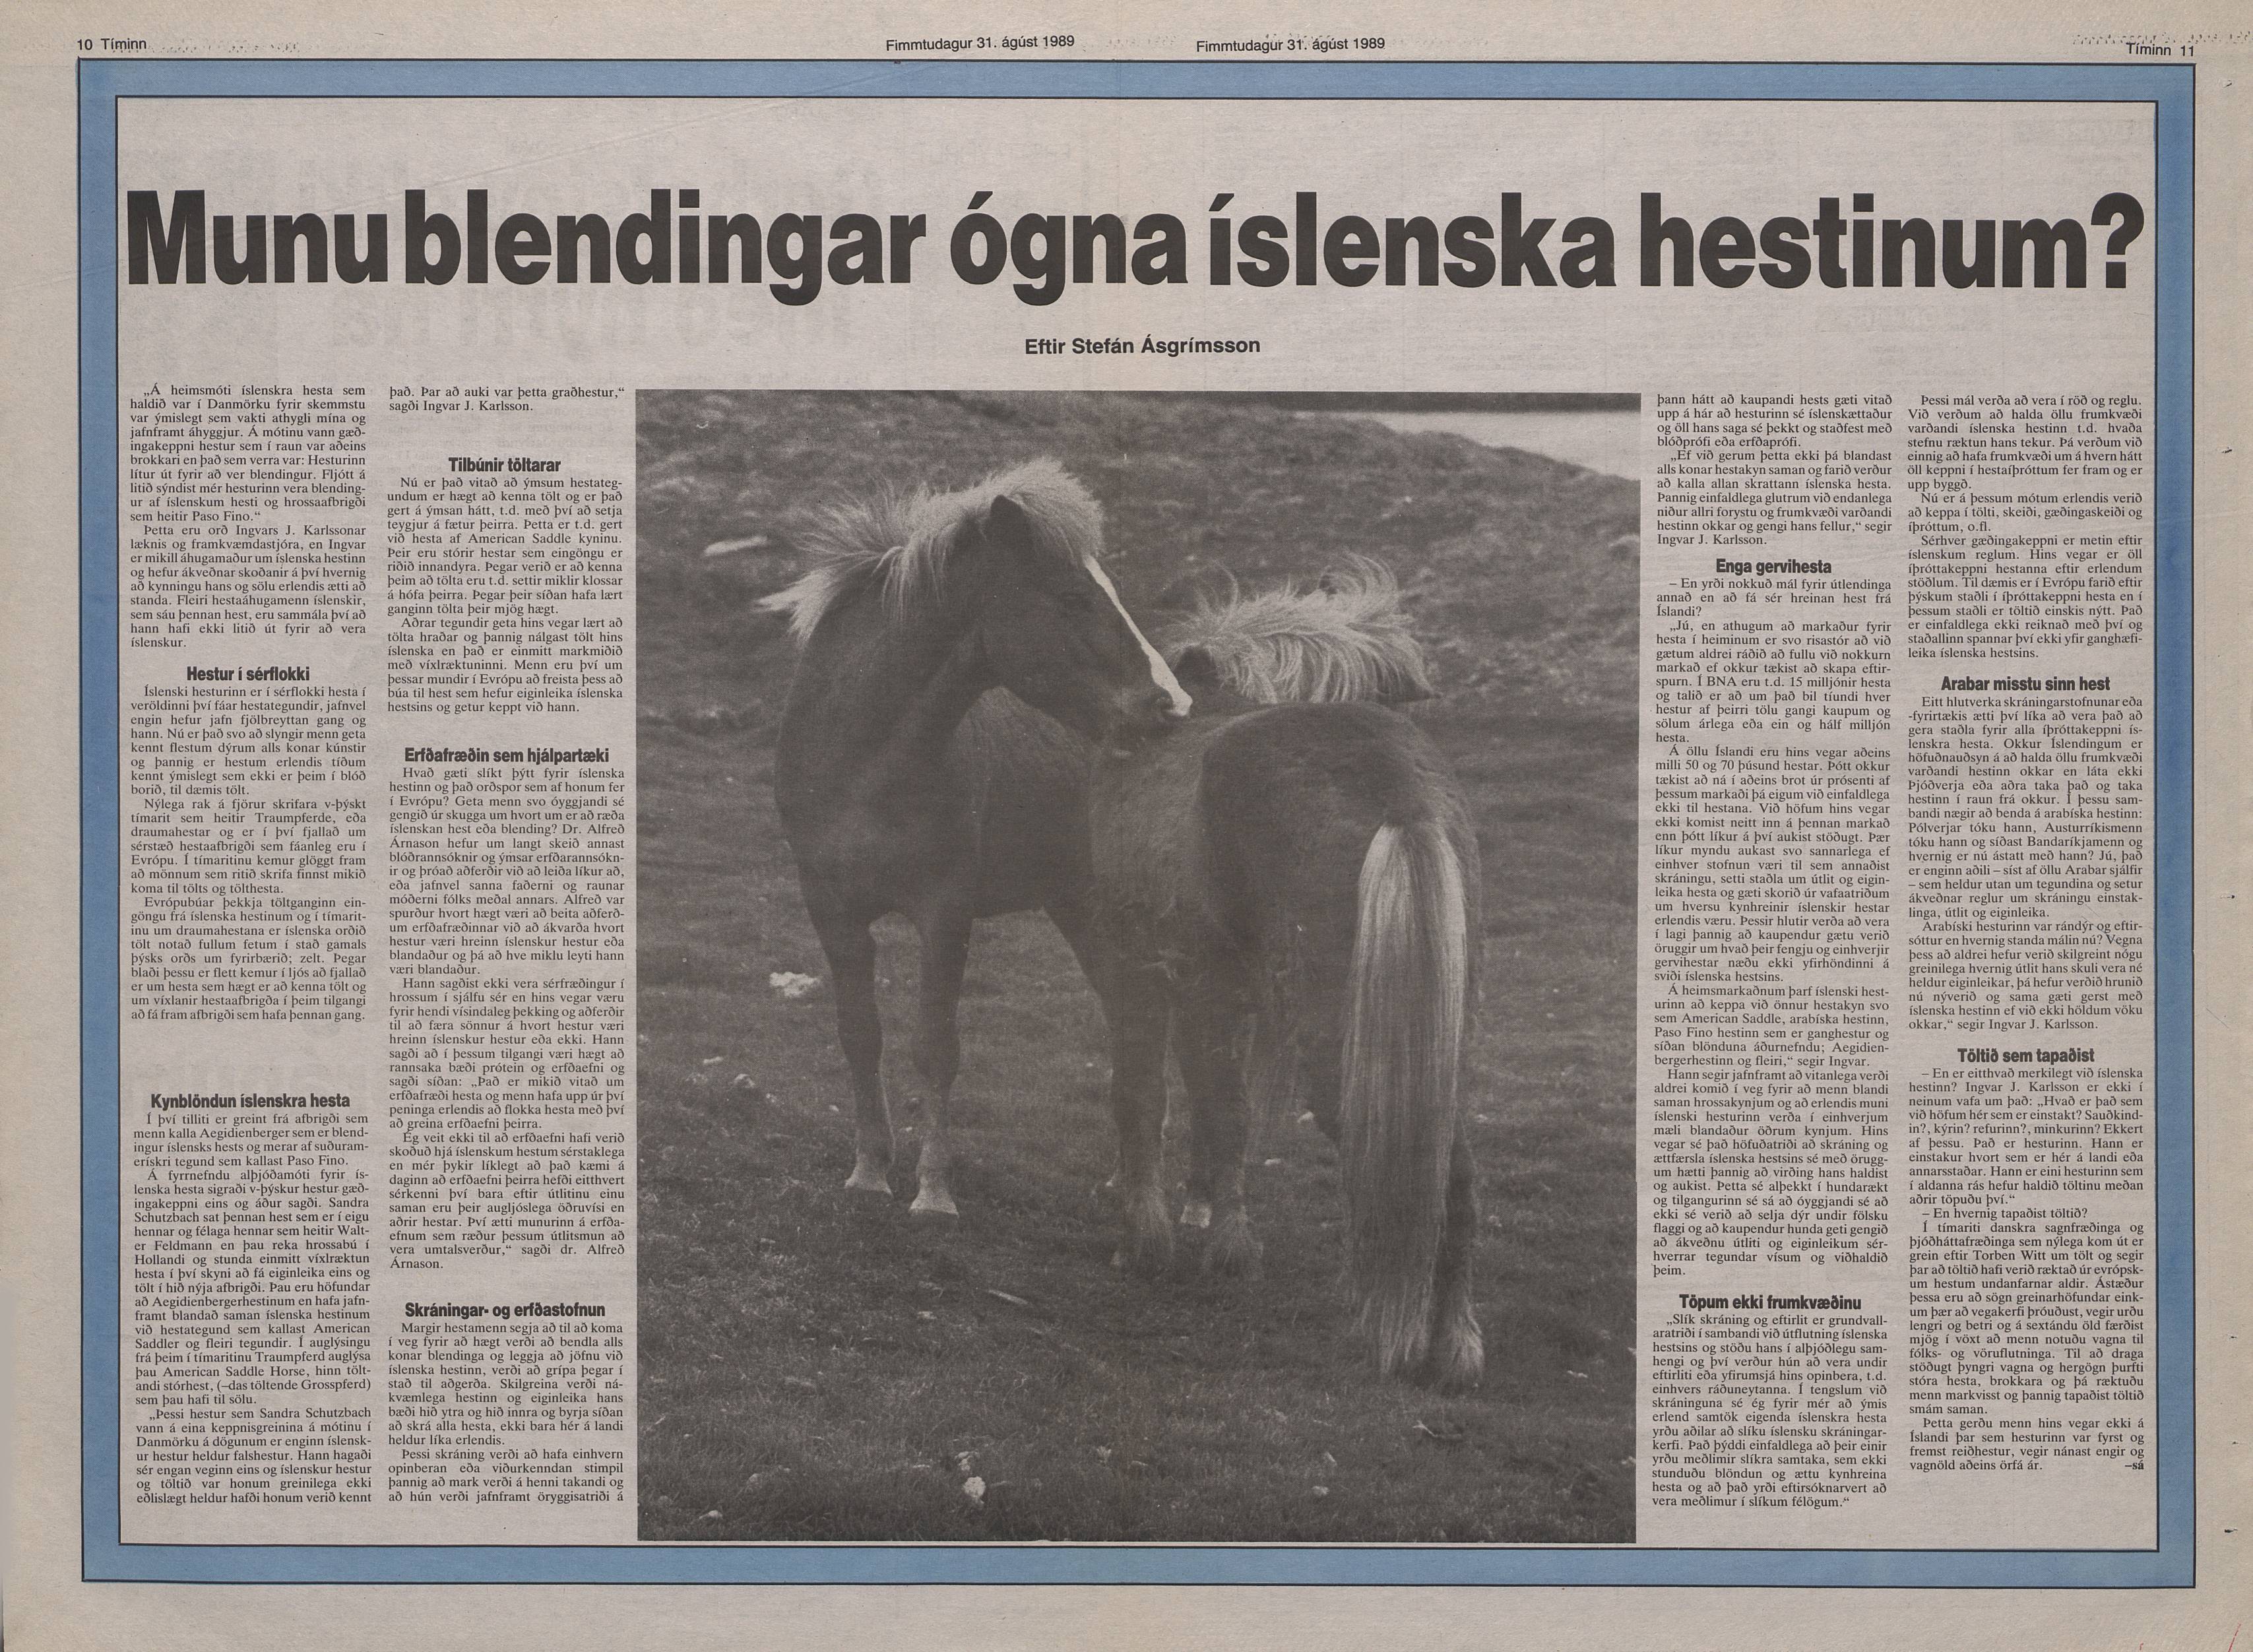 10 Tíminn
Fimmtudagur 31. ágúst 1989
Fimmtudagur 31. ágúst 1989
Tíminn 11
Munu blendingar ógna íslenska hestinum?
Eftir Stefán Ásgrímsson
„Á heimsmóti íslenskra hesta sem
haldið var í Danmörku fyrir skemmstu
var ýmislegt sem vakti athygli mína og
jafnframt áhyggjur. Á mótinu vann gæð-
ingakeppni hestur sem í raun var aðeins
brokkari en það sem verra var: Hesturinn
lítur út fyrir að ver blendingur. Fljótt á
litið sýndist mér hesturinn vera blending-
ur af íslenskum hesti og hrossaafbrigði
sem heitir Paso Fino.“
Þetta eru orð Ingvars J. Karlssonar
læknis og framkvæmdastjóra, en Ingvar
er mikill áhugamaður um íslenska hestinn
og hefur ákveðnar skoðanir á því hvernig
að kynningu hans og sölu erlendis ætti að
standa. Fleiri hestaáhugamenn íslenskir,
sem sáu þennan hest, eru sammála því að
hann hafi ekki litið út fyrir að vera
íslenskur.
Hestur í sérflokki
Íslenski hesturinn er í sérflokki hesta í
veröldinni því fáar hestategundir, jafnvel
engin hefur jafn fjölbreyttan gang og
hann. Nú er það svo að slyngir menn geta
kennt flestum dýrum alls konar kúnstir
og þannig er hestum erlendis tíðum
kennt ýmislegt sem ekki er þeim í blóð
borið, til dæmis tölt.
Nýlega rak á fjörur skrifara v-þýskt
tímarit sem heitir Traumpferde, eða
draumahestar og er í því fjallað um
sérstæð hestaafbrigði sem fáanleg eru í
Evrópu. Í tímaritinu kemur glöggt fram
að mönnum sem ritið skrifa finnst mikið
koma til tölts og tölthesta.
Evrópubúar þekkja töltganginn ein-
göngu frá íslenska hestinum og í tímarit-
inu um draumahestana er íslenska orðið
tölt notað fullum fetum í stað gamals
þýsks orðs um fyrirbærið; zelt. Þegar
blaði þessu er flett kemur í ljós að fjallað
er um hesta sem hægt er að kenna tölt og
um víxlanir hestaafbrigða í þeim tilgangi
að fá fram afbrigði sem hafa þennan gang.
Kynblöndun íslenskra hesta
Í því tilliti er greint frá afbrigði sem
menn kalla Aegidienberger sem er blend-
ingur íslensks hests og merar af suðuram-
erískri tegund sem kallast Paso Fino.
Á fyrrnefndu alþjóðamóti fyrir ís-
lenska hesta sigraði v-þýskur hestur gæð-
ingakeppni eins og áður sagði. Sandra
Schutzbach sat þennan hest sem er í eigu
hennar og félaga hennar sem heitir Walt-
er Feldmann en þau reka hrossabú í
Hollandi og stunda einmitt víxlræktun
hesta í því skyni að fá eiginleika eins og
tölt í hið nýja afbrigði. Þau eru höfundar
að Aegidienbergerhestinum en hafa jafn-
framt blandað saman íslenska hestinum
við hestategund sem kallast American
Saddler og fleiri tegundir. Í auglýsingu
frá þeim í tímaritinu Traumpferd auglýsa
þau American Saddle Horse, hinn tölt-
andi stórhest, (–das töltende Grosspferd)
sem þau hafi til sölu.
„Þessi hestur sem Sandra Schutzbach
vann á eina keppnisgreinina á mótinu í
Danmörku á dögunum er enginn íslensk-
ur hestur heldur falshestur. Hann hagaði
sér engan veginn eins og íslenskur hestur
og töltið var honum greinilega ekki
eðlislægt heldur hafði honum verið kennt
það. Þar að auki var þetta graðhestur,“
sagði Ingvar J. Karlsson.
Tilbúnir töltarar
Nú er það vitað að ýmsum hestateg-
undum er hægt að kenna tölt og er það
gert á ýmsan hátt, t.d. með því að setja
teygjur á fætur þeirra. Þetta er t.d. gert
við hesta af American Saddle kyninu.
Þeir eru stórir hestar sem eingöngu er
riðið innandyra. Þegar verið er að kenna
þeim að tölta eru t.d. settir miklir klossar
á hófa þeirra. Þegar þeir síðan hafa lært
ganginn tölta þeir mjög hægt.
Aðrar tegundir geta hins vegar lært að
tölta hraðar og þannig nálgast tölt hins
íslenska en það er einmitt markmiðið
með víxlræktuninni. Menn eru því um
þessar mundir í Evrópu að freista þess að
búa til hest sem hefur eiginleika íslenska
hestsins og getur keppt við hann.
Erfðafræðin sem hjálpartæki
Hvað gæti slíkt þýtt fyrir íslenska
hestinn og það orðspor sem af honum fer
í Evrópu? Geta menn svo óyggjandi sé
gengið úr skugga um hvort um er að ræða
íslenskan hest eða blending? Dr. Alfreð
Árnason hefur um langt skeið annast
blóðrannsóknir og ýmsar erfðarannsókn-
ir og þróað aðferðir við að leiða líkur að,
eða jafnvel sanna faðerni og raunar
móðerni fólks meðal annars. Alfreð var
spurður hvort hægt væri að beita aðferð-
um erfðafræðinnar við að ákvarða hvort
hestur væri hreinn íslenskur hestur eða
blandaður og þá að hve miklu leyti hann
væri blandaður.
Hann sagðist ekki vera sérfræðingur í
hrossum í sjálfu sér en hins vegar væru
fyrir hendi vísindaleg þekking og aðferðir
til að færa sönnur á hvort hestur væri
hreinn íslenskur hestur eða ekki. Hann
sagði að í þessum tilgangi væri hægt að
rannsaka bæði prótein og erfðaefni og
sagði síðan: „Það er mikið vitað um
erfðafræði hesta og menn hafa upp úr því
peninga erlendis að flokka hesta með því
að greina erfðaefni þeirra.
Ég veit ekki til að erfðaefni hafi verið
skoðuð hjá íslenskum hestum sérstaklega
en mér þykir líklegt að það kæmi á
daginn að erfðaefni þeirra hefði eitthvert
sérkenni því bara eftir útlitinu einu
saman eru þeir augljóslega öðruvísi en
aðrir hestar. Því ætti munurinn á erfða-
efnum sem ræður þessum útlitsmun að
vera umtalsverður,“ sagði dr. Alfreð
Árnason.
Skráningar- og erfðastofnun
Margir hestamenn segja að til að koma
í veg fyrir að hægt verði að bendla alls
konar blendinga og leggja að jöfnu við
íslenska hestinn, verði að grípa þegar í
stað til aðgerða. Skilgreina verði ná-
kvæmlega hestinn og eiginleika hans
bæði hið ytra og hið innra og byrja síðan
að skrá alla hesta, ekki bara hér á landi
heldur líka erlendis.
Þessi skráning verði að hafa einhvern
opinberan eða viðurkenndan stimpil
þannig að mark verði á henni takandi og
að hún verði jafnframt öryggisatriði á
þann hátt að kaupandi hests gæti vitað
upp á hár að hesturinn sé íslenskættaður
og öll hans saga sé þekkt og staðfest með
blóðprófi eða erfðaprófi.
„Ef við gerum þetta ekki þá blandast
alls konar hestakyn saman og farið verður
að kalla allan skrattann íslenska hesta.
Þannig einfaldlega glutrum við endanlega
niður allri forystu og frumkvæði varðandi
hestinn okkar og gengi hans fellur,“ segir
Ingvar J. Karlsson.
Enga gervihesta
– En yrði nokkuð mál fyrir útlendinga
annað en að fá sér hreinan hest frá
Íslandi?
„Jú, en athugum að markaður fyrir
hesta í heiminum er svo risastór að við
gætum aldrei ráðið að fullu við nokkurn
markað ef okkur tækist að skapa eftir-
spurn. Í BNA eru t.d. 15 milljónir hesta
og talið er að um það bil tíundi hver
hestur af þeirri tölu gangi kaupum og
sölum árlega eða ein og hálf milljón
hesta.
Á öllu Íslandi eru hins vegar aðeins
milli 50 og 70 þúsund hestar. Þótt okkur
tækist að ná í aðeins brot úr prósenti af
þessum markaði þá eigum við einfaldlega
ekki til hestana. Við höfum hins vegar
ekki komist neitt inn á þennan markað
enn þótt líkur á því aukist stöðugt. Þær
líkur myndu aukast svo sannarlega ef
einhver stofnun væri til sem annaðist
skráningu, setti staðla um útlit og eigin-
leika hesta og gæti skorið úr vafaatriðum
um hversu kynhreinir íslenskir hestar
erlendis væru. Þessir hlutir verða að vera
í lagi þannig að kaupendur gætu verið
öruggir um hvað þeir fengju og einhverjir
gervihestar næðu ekki yfirhöndinni á
sviði íslenska hestsins.
Á heimsmarkaðnum þarf íslenski hest-
urinn að keppa við önnur hestakyn svo
sem American Saddle, arabíska hestinn,
Paso Fino hestinn sem er ganghestur og
síðan blönduna áðurnefndu; Aegidien-
bergerhestinn og fleiri,“ segir Ingvar.
Hann segir jafnframt að vitanlega verði
aldrei komið í veg fyrir að menn blandi
saman hrossakynjum og að erlendis muni
íslenski hesturinn verða í einhverjum
mæli blandaður öðrum kynjum. Hins
vegar sé það höfuðatriði að skráning og
ættfærsla íslenska hestsins sé með örugg-
um hætti þannig að virðing hans haldist
og aukist. Þetta sé alþekkt í hundarækt
og tilgangurinn sé sá að óyggjandi sé að
ekki sé verið að selja dýr undir fölsku
flaggi og að kaupendur hunda geti gengið
að ákveðnu útliti og eiginleikum sér-
hverrar tegundar vísum og viðhaldið
þeim.
Töpum ekki frumkvæðinu
„Slík skráning og eftirlit er grundvall-
aratriði í sambandi við útflutning íslenska
hestsins og stöðu hans í alþjóðlegu sam-
hengi og því verður hún að vera undir
eftirliti eða yfirumsjá hins opinbera, t.d.
einhvers ráðuneytanna. Í tengslum við
skráninguna sé ég fyrir mér að ýmis
erlend samtök eigenda íslenskra hesta
yrðu aðilar að slíku íslensku skráningar-
kerfi. Það þýddi einfaldlega að þeir einir
yrðu meðlimir slíkra samtaka, sem ekki
stunduðu blöndun og ættu kynhreina
hesta og að það yrði eftirsóknarvert að
vera meðlimur í slíkum félögum.“
Þessi mál verða að vera í röð og reglu.
Við verðum að halda öllu frumkvæði
varðandi íslenska hestinn t.d. hvaða
stefnu ræktun hans tekur. Þá verðum við
einnig að hafa frumkvæði um á hvern hátt
öll keppni í hestaíþróttum fer fram og er
upp byggð.
Nú er á þessum mótum erlendis verið
að keppa í tölti, skeiði, gæðingaskeiði og
íþróttum, o.fl.
Sérhver gæðingakeppni er metin eftir
íslenskum reglum. Hins vegar er öll
íþróttakeppni hestanna eftir erlendum
stöðlum. Til dæmis er í Evrópu farið eftir
þýskum staðli í íþróttakeppni hesta en í
þessum staðli er töltið einskis nýtt. Það
er einfaldlega ekki reiknað með því og
staðallinn spannar því ekki yfir ganghæfi-
leika íslenska hestsins.
Arabar misstu sinn hest
Eitt hlutverka skráningarstofnunar eða
-fyrirtækis ætti því líka að vera það að
gera staðla fyrir alla íþróttakeppni ís-
lenskra hesta. Okkur Íslendingum er
höfuðnauðsyn á að halda öllu frumkvæði
varðandi hestinn okkar en láta ekki
Þjóðverja eða aðra taka það og taka
hestinn í raun frá okkur. Í þessu sam-
bandi nægir að benda á arabíska hestinn:
Pólverjar tóku hann, Austurríkismenn
tóku hann og síðast Bandaríkjamenn og
hvernig er nú ástatt með hann? Jú, það
er enginn aðili – síst af öllu Arabar sjálfir
– sem heldur utan um tegundina og setur
ákveðnar reglur um skráningu einstak-
linga, útlit og eiginleika.
Arabíski hesturinn var rándýr og eftir-
sóttur en hvernig standa málin nú? Vegna
þess að aldrei hefur verið skilgreint nógu
greinilega hvernig útlit hans skuli vera né
heldur eiginleikar, þá hefur verðið hrunið
nú nýverið og sama gæti gerst með
íslenska hestinn ef við ekki höldum vöku
okkar,“ segir Ingvar J. Karlsson.
Töltið sem tapaðist
– En er eitthvað merkilegt við íslenska
hestinn? Ingvar J. Karlsson er ekki í
neinum vafa um það: „Hvað er það sem
við höfum hér sem er einstakt? Sauðkind-
in?, kýrin? refurinn?, minkurinn? Ekkert
af þessu. Það er hesturinn. Hann er
einstakur hvort sem er hér á landi eða
annarsstaðar. Hann er eini hesturinn sem
í aldanna rás hefur haldið töltinu meðan
aðrir töpuðu því.“
– En hvernig tapaðist töltið?
Í tímariti danskra sagnfræðinga og
þjóðháttafræðinga sem nýlega kom út er
grein eftir Torben Witt um tölt og segir
þar að töltið hafi verið ræktað úr evrópsk-
um hestum undanfarnar aldir. Ástæður
þessa eru að sögn greinarhöfundar eink-
um þær að vegakerfi þróuðust, vegir urðu
lengri og betri og á sextándu öld færðist
mjög í vöxt að menn notuðu vagna til
fólks- og vöruflutninga. Til að draga
stöðugt þyngri vagna og hergögn þurfti
stóra hesta, brokkara og þá ræktuðu
menn markvisst og þannig tapaðist töltið
smám saman.
Þetta gerðu menn hins vegar ekki á
Íslandi þar sem hesturinn var fyrst og
fremst reiðhestur, vegir nánast engir og
vagnöld aðeins örfá ár. –sá